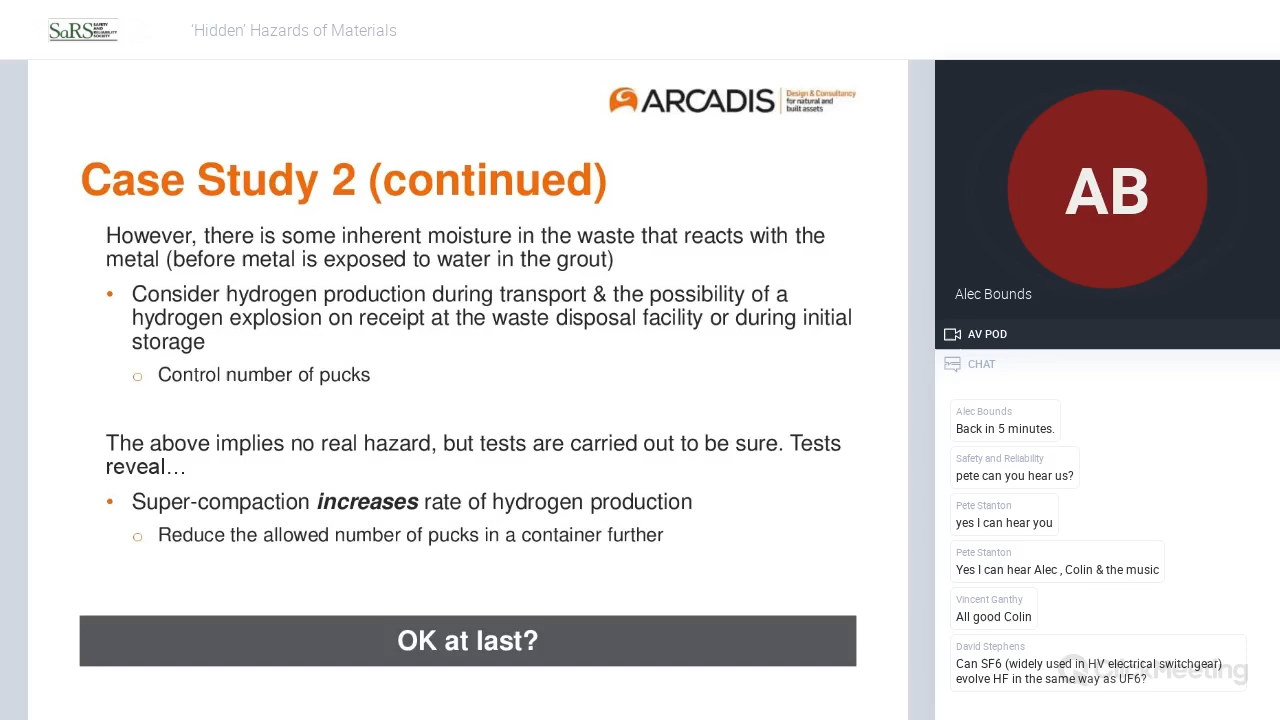 SaRS SAFETY AND RELIABILITY SOCIETY
'Hidden' Hazards of Materials
ARCADIS Design & Consultancy
for natural and
built assets
Case Study 2 (continued)
However, there is some inherent moisture in the waste that reacts with the
metal (before metal is exposed to water in the grout)
• Consider hydrogen production during transport & the possibility of a
hydrogen explosion on receipt at the waste disposal facility or during initial
storage
o Control number of pucks
The above implies no real hazard, but tests are carried out to be sure. Tests
reveal…
• Super-compaction increases rate of hydrogen production
o Reduce the allowed number of pucks in a container further
OK at last?
AB
Alec Bounds
AV POD
CHAT
Alec Bounds
Back in 5 minutes.
Safety and Reliability
pete can you hear us?
Pete Stanton
yes I can hear you
Pete Stanton
Yes I can hear Alec , Colin & the music
Vincent Ganthy
All good Colin
David Stephens
Can SF6 (widely used in HV electrical switchgear)
evolve HF in the same way as UF6?
ClickMeeting